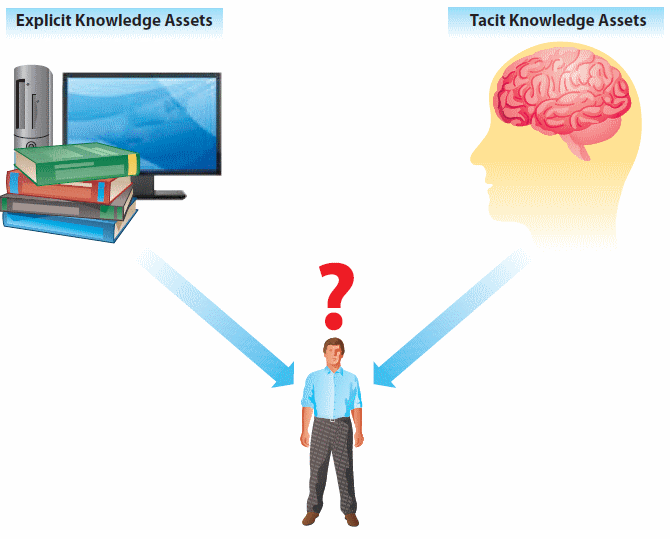 Explicit Knowledge Assets
Tacit Knowledge Assets
?